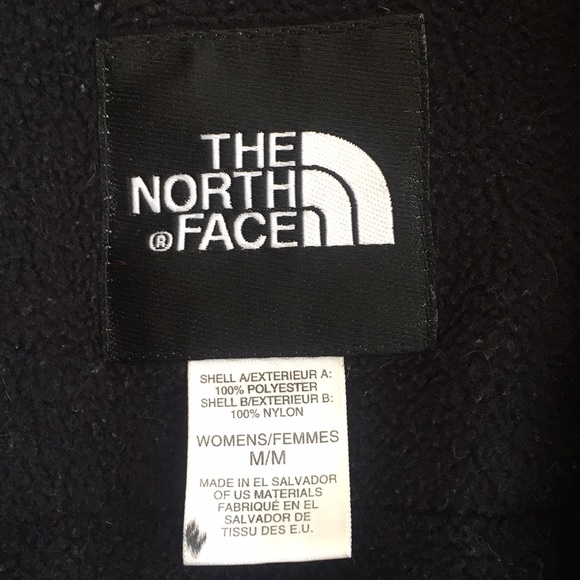 THE
NORTH
® FACE
SHELL A/EXTERIEUR A:
100% POLYESTER
SHELL B/EXTERIEUR B:
100% NYLON
WOMENS/FEMMES
M/M
MADE IN EL SALVADOR
OF US MATERIALS
FABRIQUÉ EN EL
SALVADOR DE
TISSU DES E.U.